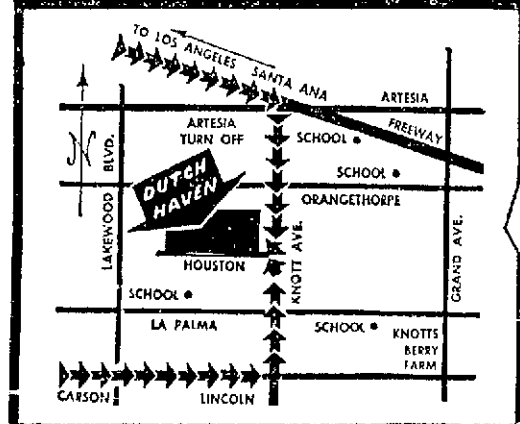 TO LOS ANGELES
SANTA ANA
FREEWAY
ARTESIA
ARTESIA
TURN OFF
SCHOOL
SCHOOL
N
LAKEWOOD BLVD.
DUTCH
HAVEN
ORANGETHORPE
HOUSTON
KNOTT AVE.
GRAND AVE.
SCHOOL
LA PALMA
SCHOOL
KNOTTS
BERRY
FARM
CARSON
LINCOLN